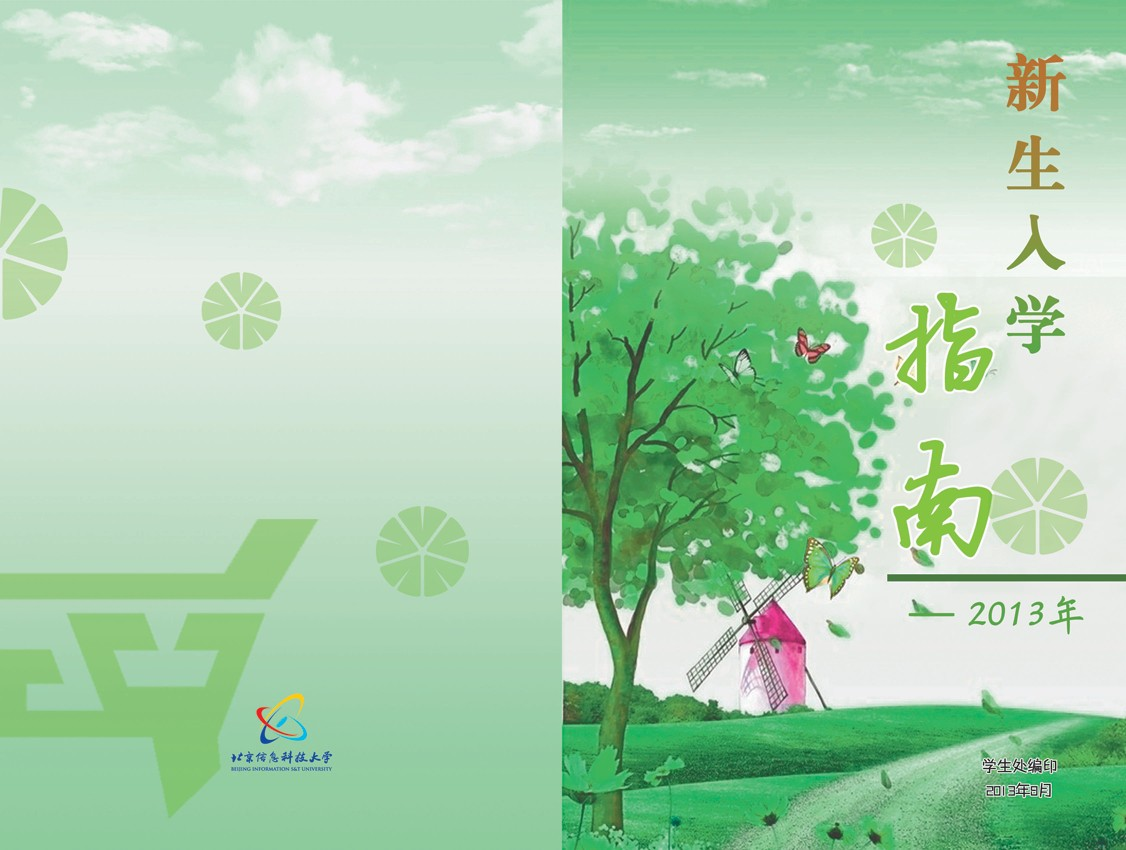 新生入学
指南
— 2013年
学生处编印
2013年8月
北京信息科技大学
BEIJING INFORMATION S&T UNIVERSITY